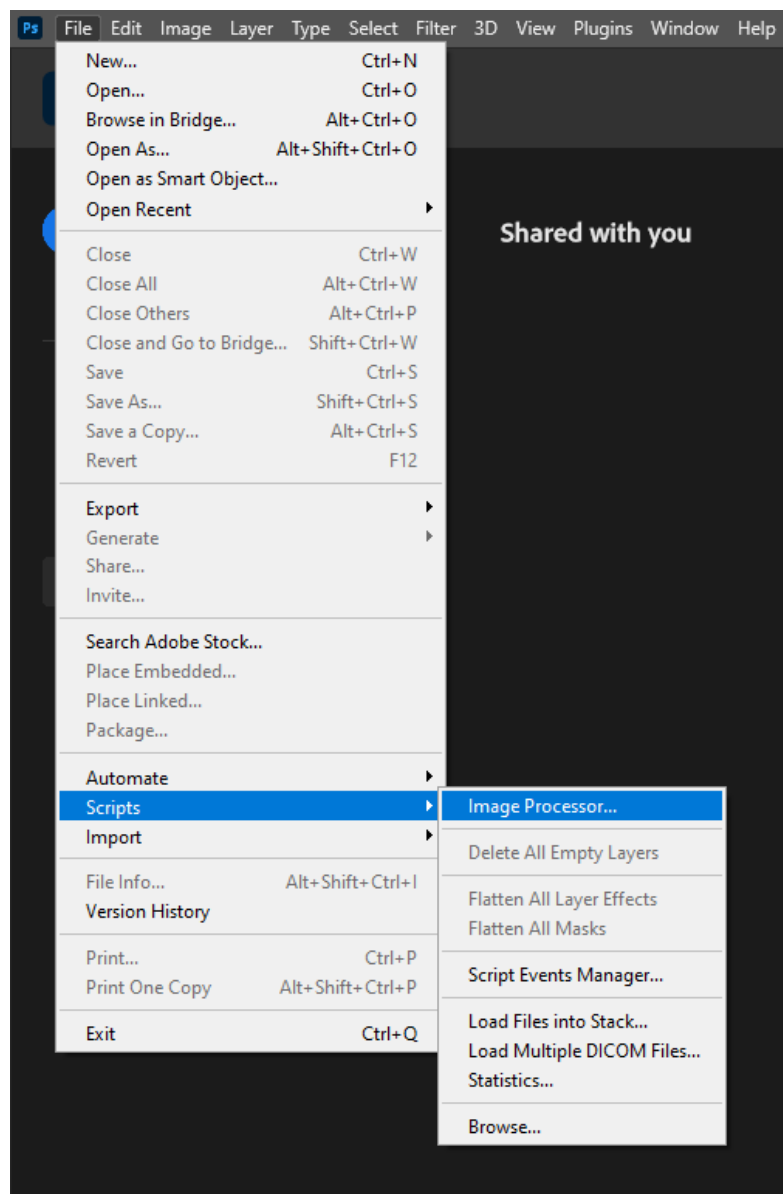 Ps File Edit Image Layer Type Select Filter 3D View Plugins Window Help
New... Ctrl+N
Open... Ctrl+O
Browse in Bridge... Alt+Ctrl+O
Open As... Alt+Shift+Ctrl+O
Open as Smart Object...
Open Recent
Shared with you
Close Ctrl+W
Close All Alt+Ctrl+W
Close Others Alt+Ctrl+P
Close and Go to Bridge... Shift+Ctrl+W
Save Ctrl+S
Save As... Shift+Ctrl+S
Save a Copy... Alt+Ctrl+S
Revert F12
Export
Generate
Share...
Invite...
Search Adobe Stock...
Place Embedded...
Place Linked...
Package...
Automate
Scripts
Import
File Info... Alt+Shift+Ctrl+I
Version History
Print... Ctrl+P
Print One Copy Alt+Shift+Ctrl+P
Exit Ctrl+Q
Image Processor...
Delete All Empty Layers
Flatten All Layer Effects
Flatten All Masks
Script Events Manager...
Load Files into Stack...
Load Multiple DICOM Files...
Statistics...
Browse...